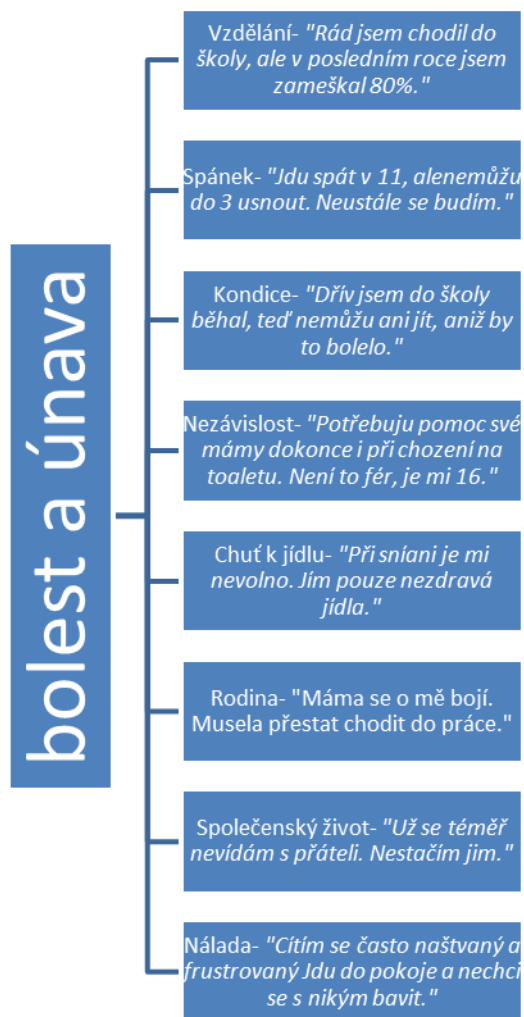 bolest a únava
Vzdělání- "Rád jsem chodil do
školy, ale v posledním roce jsem
zameškal 80%."
Spánek- "Jdu spát v 11, alenemůžu
do 3 usnout. Neustále se budím."
Kondice- "Dřív jsem do školy
běhal, teď nemůžu ani jít, aniž by
to bolelo."
Nezávislost- "Potřebuju pomoc své
mámy dokonce i při chození na
toaletu. Není to fér, je mi 16."
Chuť k jídlu- "Při sníani je mi
nevolno. Jím pouze nezdravá
jídla."
Rodina- "Máma se o mě bojí.
Musela přestat chodit do práce."
Společenský život- "Už se téměř
nevídám s přáteli. Nestačím jim."
Nálada- "Cítím se často naštvaný a
frustrovaný Jdu do pokoje a nechci
se s nikým bavit."